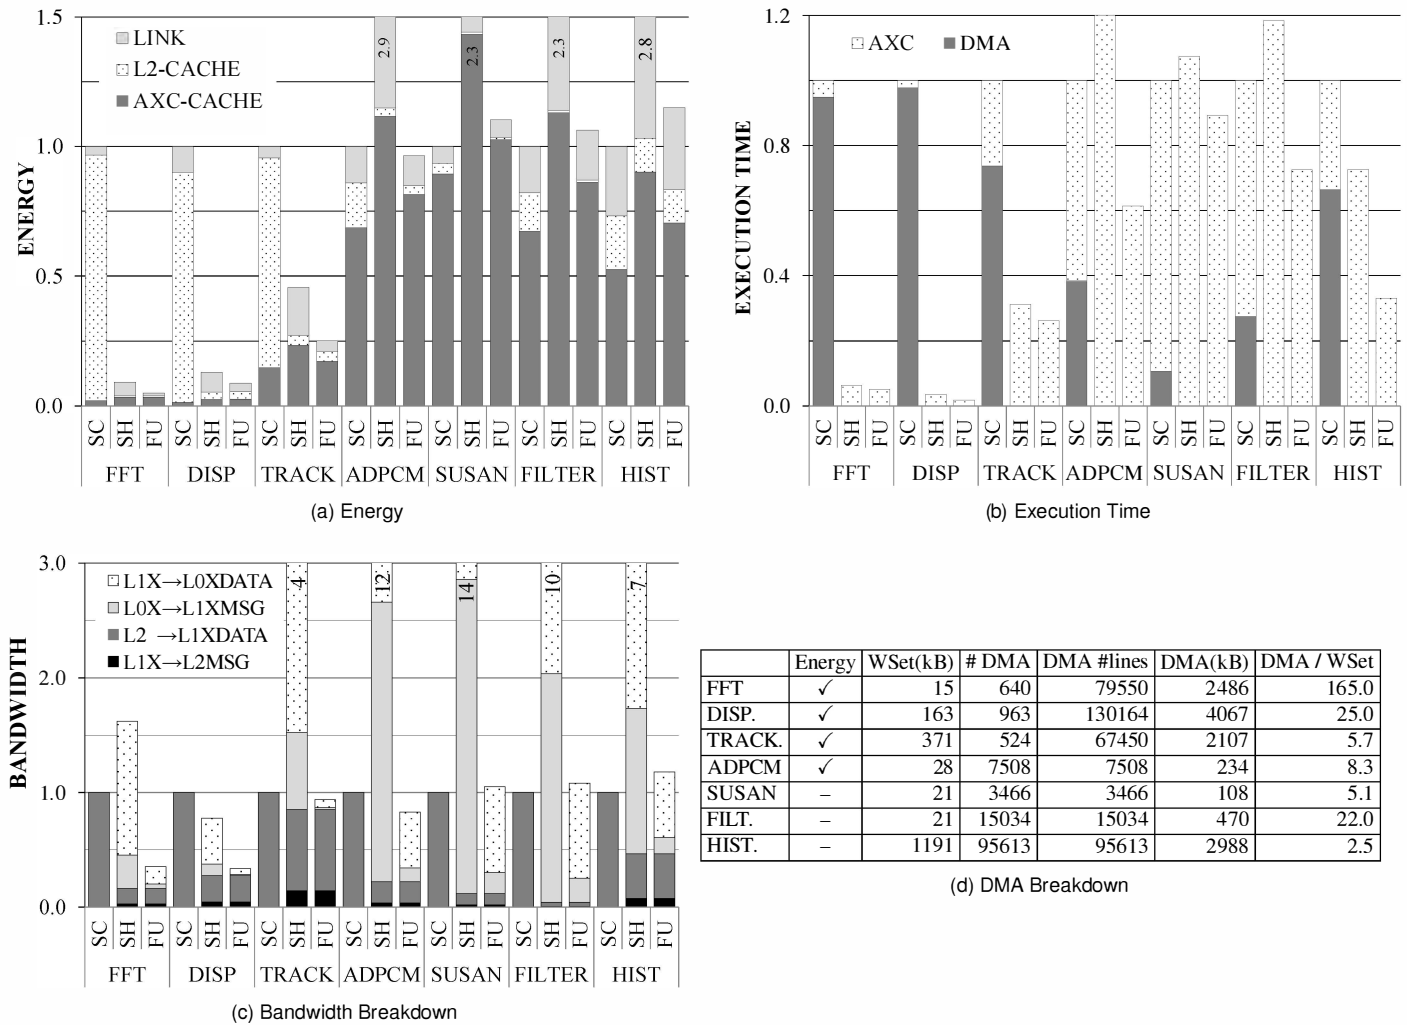 1.5
1.0
0.5
0.0
ENERGY
LINK
L2-CACHE
AXC-CACHE
2.9
2.3
2.3
2.8
SC SH FU SC SH FU SC SH FU SC SH FU SC SH FU SC SH FU SC SH FU
FFT DISP TRACK ADPCM SUSAN FILTER HIST
(a) Energy
1.2
0.8
0.4
0.0
EXECUTION TIME
AXC DMA
SC SH FU SC SH FU SC SH FU SC SH FU SC SH FU SC SH FU SC SH FU
FFT DISP TRACK ADPCM SUSAN FILTER HIST
(b) Execution Time
3.0
2.0
1.0
0.0
BANDWIDTH
L1X→L0XDATA
L0X→L1XMSG
L2 →L1XDATA
L1X→L2MSG
4
12
14
10
7
SC SH FU SC SH FU SC SH FU SC SH FU SC SH FU SC SH FU SC SH FU
FFT DISP TRACK ADPCM SUSAN FILTER HIST
(c) Bandwidth Breakdown
Energy WSet(kB) # DMA DMA #lines DMA(kB) DMA / WSet
FFT ✓ 15 640 79550 2486 165.0
DISP. ✓ 163 963 130164 4067 25.0
TRACK. ✓ 371 524 67450 2107 5.7
ADPCM ✓ 28 7508 7508 234 8.3
SUSAN – 21 3466 3466 108 5.1
FILT. – 21 15034 15034 470 22.0
HIST. – 1191 95613 95613 2988 2.5
(d) DMA Breakdown